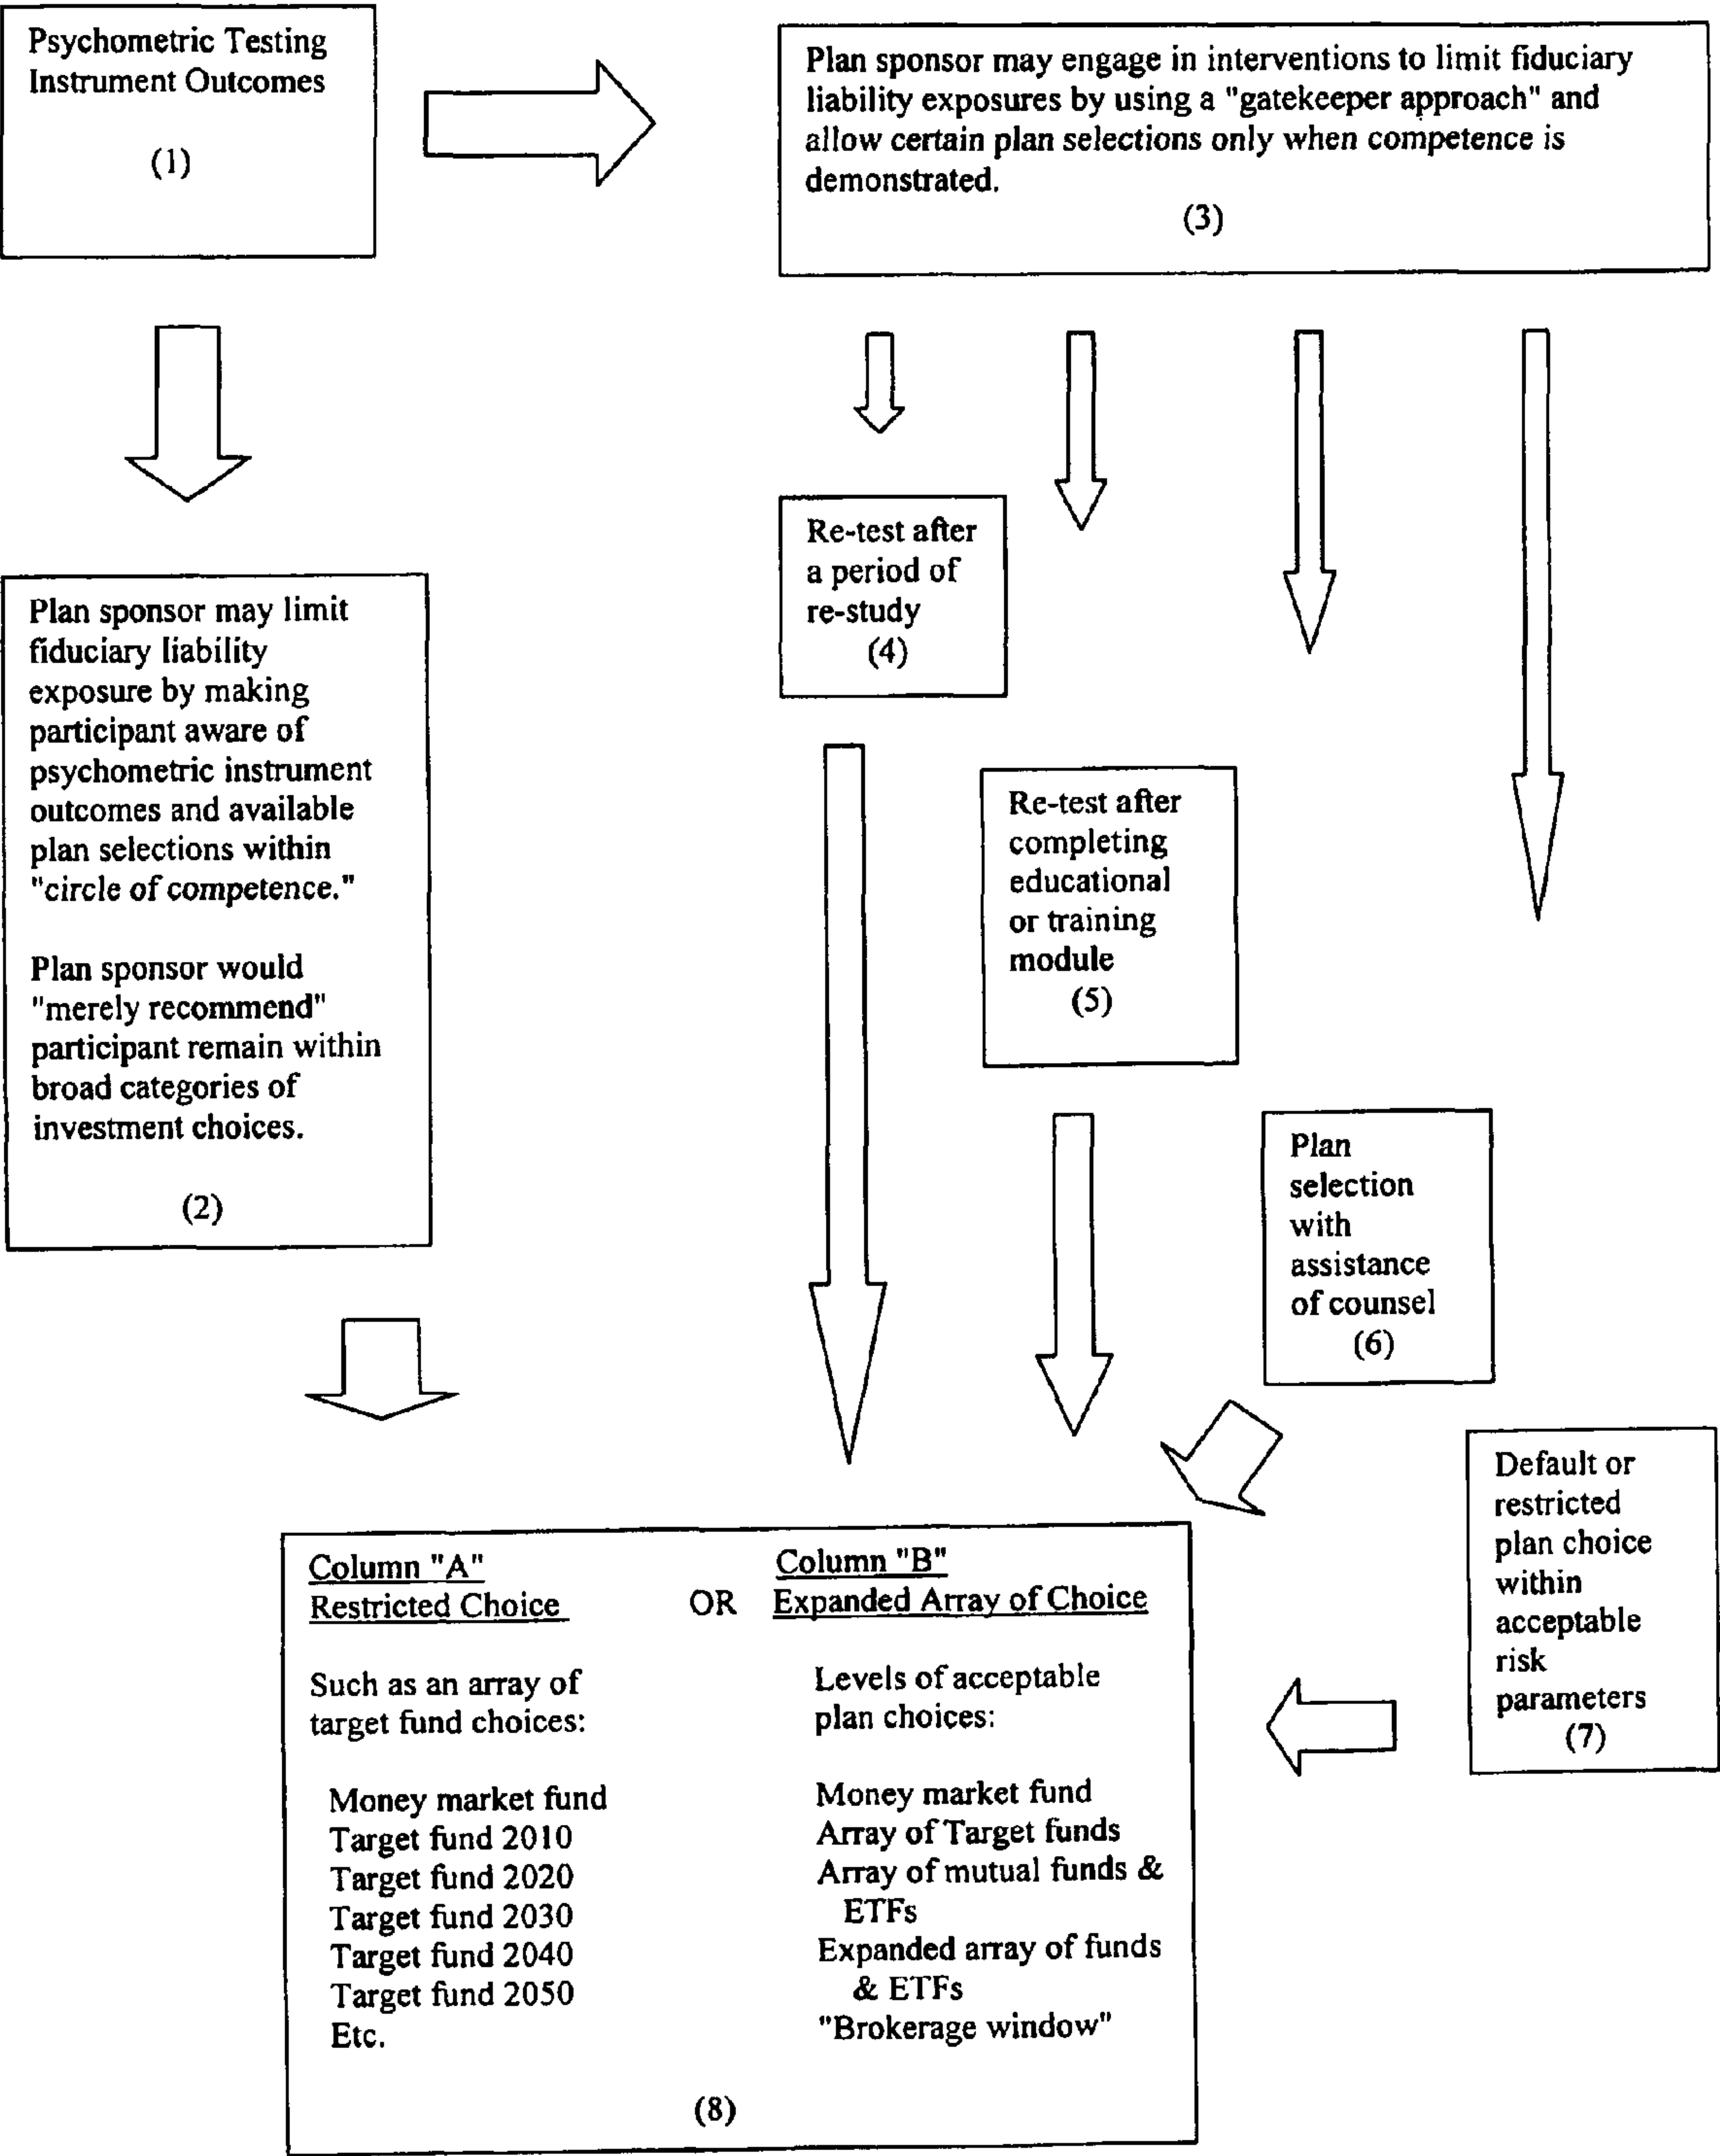 Psychometric Testing
Instrument Outcomes
(1)
Plan sponsor may engage in interventions to limit fiduciary
liability exposures by using a "gatekeeper approach" and
allow certain plan selections only when competence is
demonstrated.
(3)
Plan sponsor may limit
fiduciary liability
exposure by making
participant aware of
psychometric instrument
outcomes and available
plan selections within
"circle of competence."
Plan sponsor would
"merely recommend"
participant remain within
broad categories of
investment choices.
(2)
Re-test after
a period of
re-study
(4)
Re-test after
completing
educational
or training
module
(5)
Plan
selection
with
assistance
of counsel
(6)
Default or
restricted
plan choice
within
acceptable
risk
parameters
(7)
Column "A"
Restricted Choice
OR
Column "B"
Expanded Array of Choice
Such as an array of
target fund choices:
Money market fund
Target fund 2010
Target fund 2020
Target fund 2030
Target fund 2040
Target fund 2050
Etc.
Levels of acceptable
plan choices:
Money market fund
Array of Target funds
Array of mutual funds &
ETFs
Expanded array of funds
& ETFs
"Brokerage window"
(8)